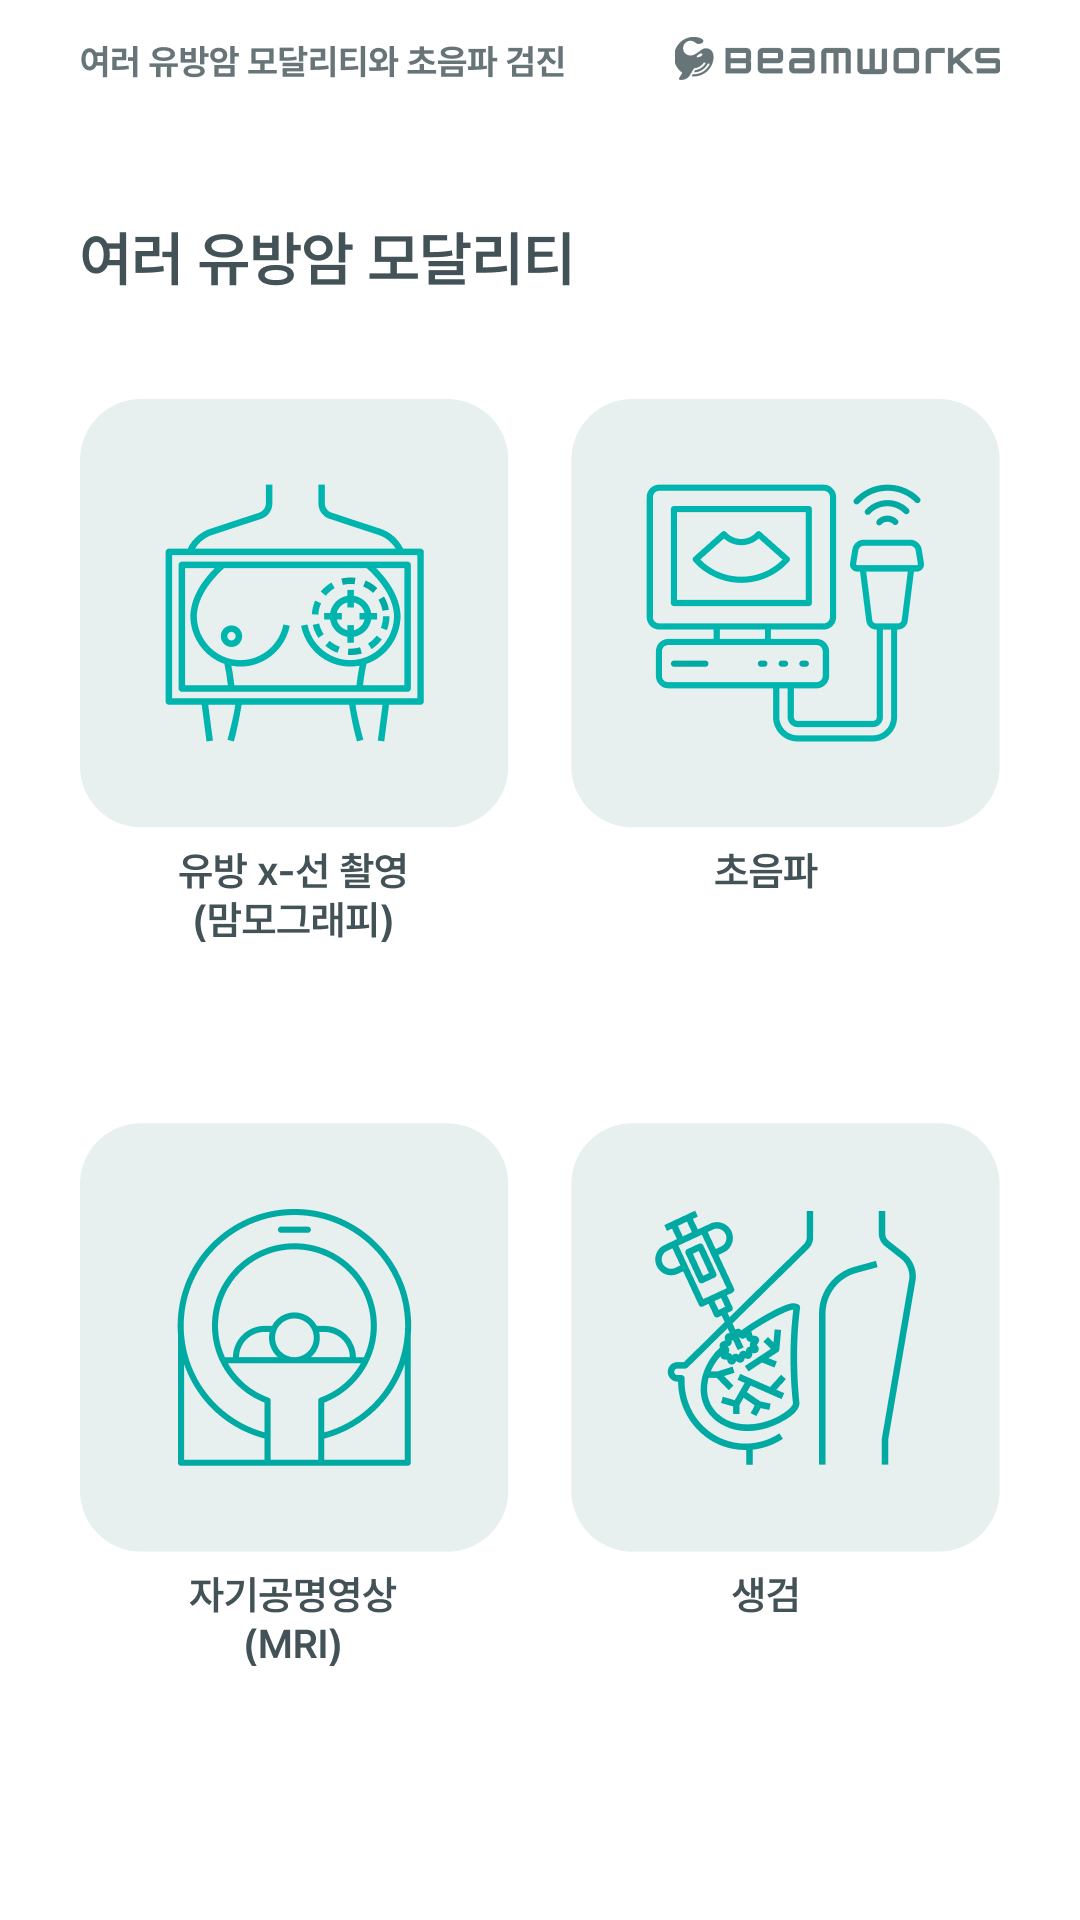 여러 유방암 모달리티와 초음파 검진
BEAMWORKS
여러 유방암 모달리티
유방 x-선 촬영
(맘모그래피)
초음파
자기공명영상
(MRI)
생검